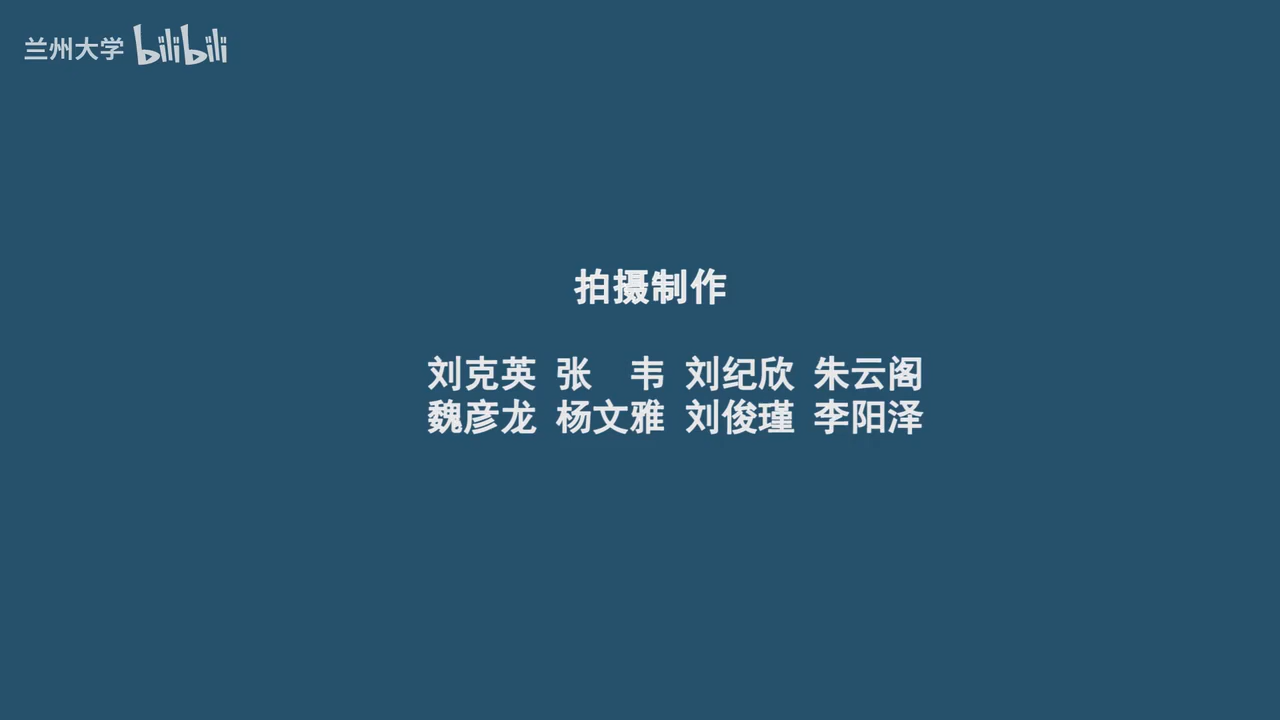 兰州大学 bilibili
拍摄制作
刘克英 张　韦 刘纪欣 朱云阁
魏彦龙 杨文雅 刘俊瑾 李阳泽